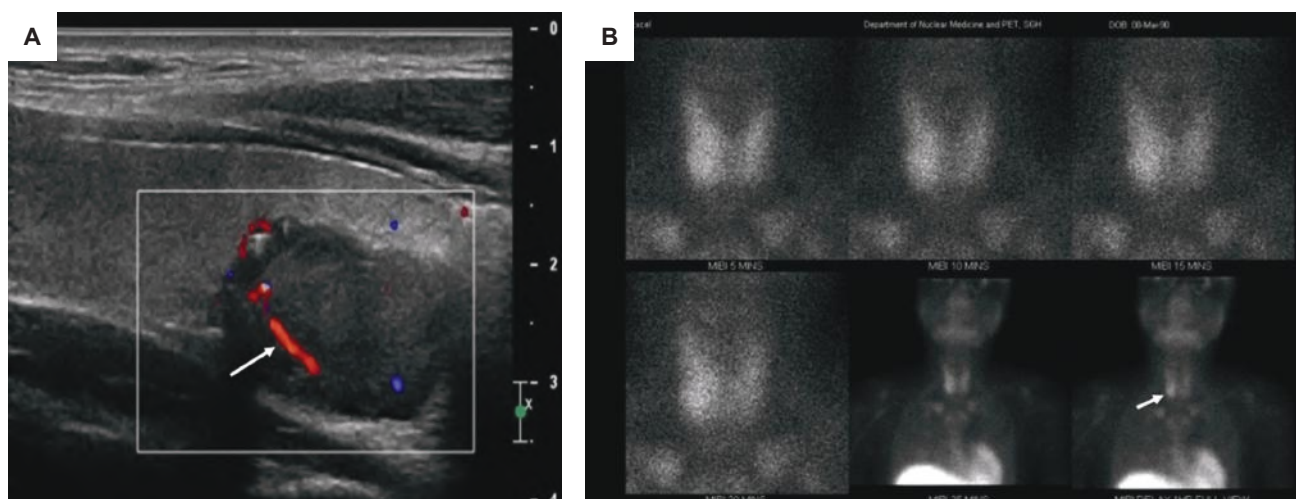 A
0
1
2
3
X
B
Excel
Department of Nuclear Medicine and PET, SGH
DOB: 08-Mar-90
MIBI 5 MINS
MIBI 10 MINS
MIBI 15 MINS